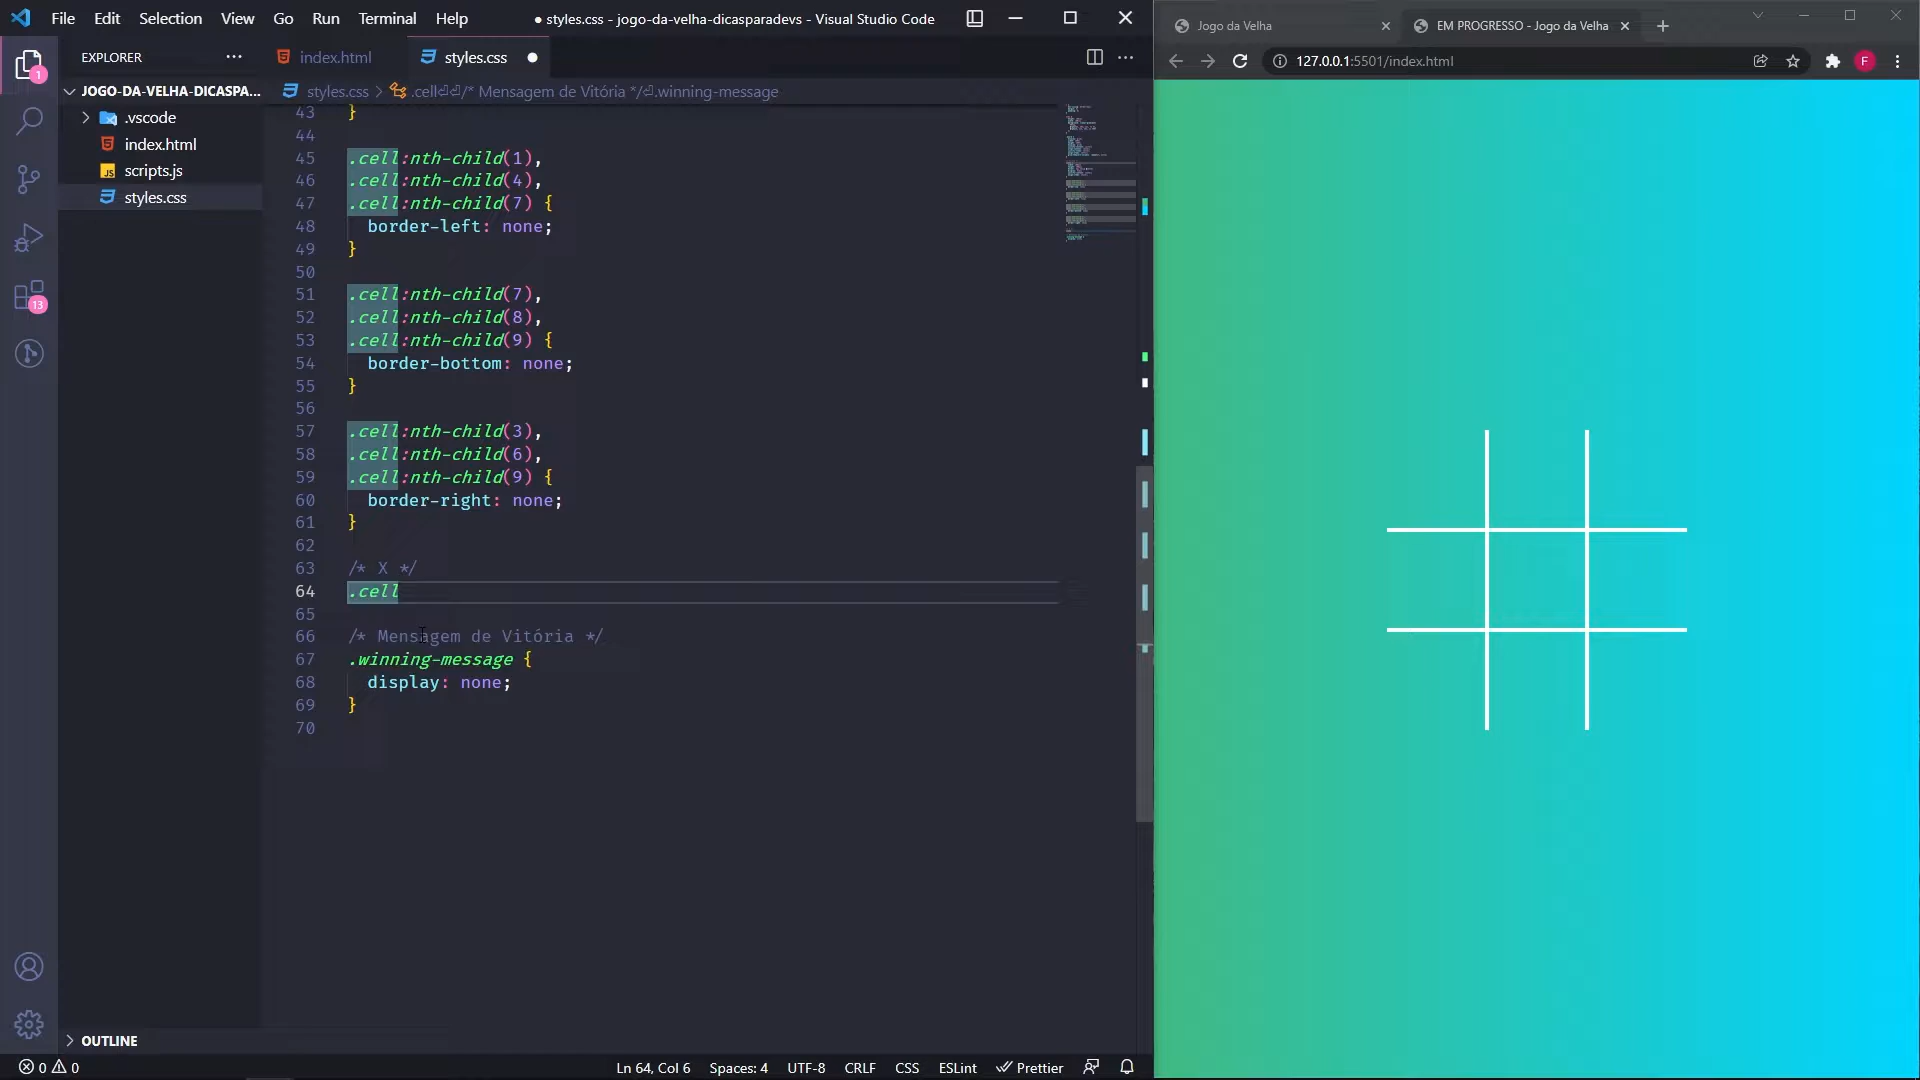 File Edit Selection View Go Run Terminal Help
● styles.css - jogo-da-velha-dicasparadevs - Visual Studio Code
EXPLORER ···
JOGO-DA-VELHA-DICASPA...
.vscode
index.html
scripts.js
styles.css
OUTLINE
1
13
index.html
styles.css
styles.css > .cell⏎⏎/* Mensagem de Vitória */⏎.winning-message
43 }
44
45 .cell:nth-child(1),
46 .cell:nth-child(4),
47 .cell:nth-child(7) {
48 border-left: none;
49 }
50
51 .cell:nth-child(7),
52 .cell:nth-child(8),
53 .cell:nth-child(9) {
54 border-bottom: none;
55 }
56
57 .cell:nth-child(3),
58 .cell:nth-child(6),
59 .cell:nth-child(9) {
60 border-right: none;
61 }
62
63 /* X */
64 .cell
65
66 /* Mensagem de Vitória */
67 .winning-message {
68 display: none;
69 }
70
0 0
Ln 64, Col 6 Spaces: 4 UTF-8 CRLF CSS ESLint Prettier
Jogo da Velha
EM PROGRESSO - Jogo da Velha
127.0.0.1:5501/index.html
F